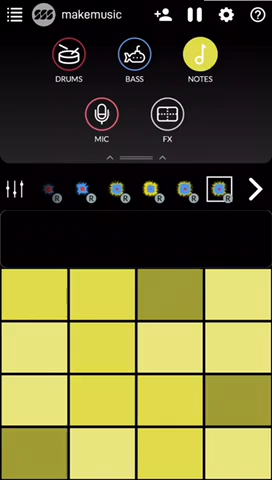 makemusic
DRUMS
BASS
NOTES
MIC
FX
R R R R R R